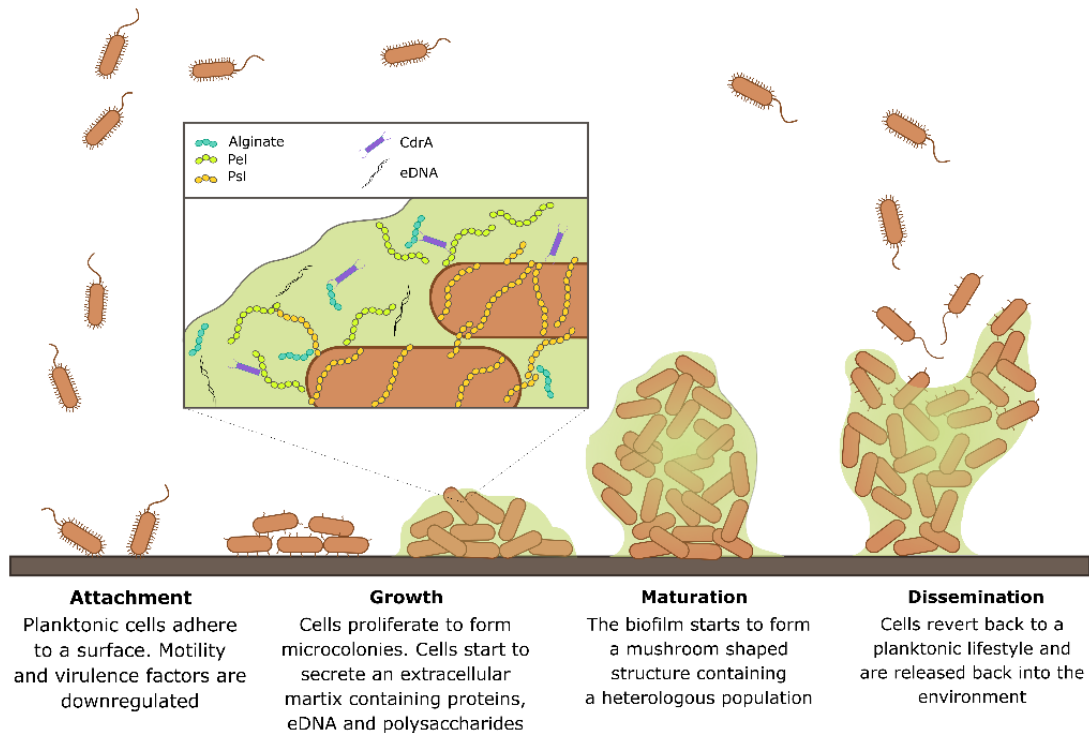 Alginate
Pel
Psl
CdrA
eDNA
Attachment
Planktonic cells adhere
to a surface. Motility
and virulence factors are
downregulated
Growth
Cells proliferate to form
microcolonies. Cells start to
secrete an extracellular
martix containing proteins,
eDNA and polysaccharides
Maturation
The biofilm starts to form
a mushroom shaped
structure containing
a heterologous population
Dissemination
Cells revert back to a
planktonic lifestyle and
are released back into the
environment